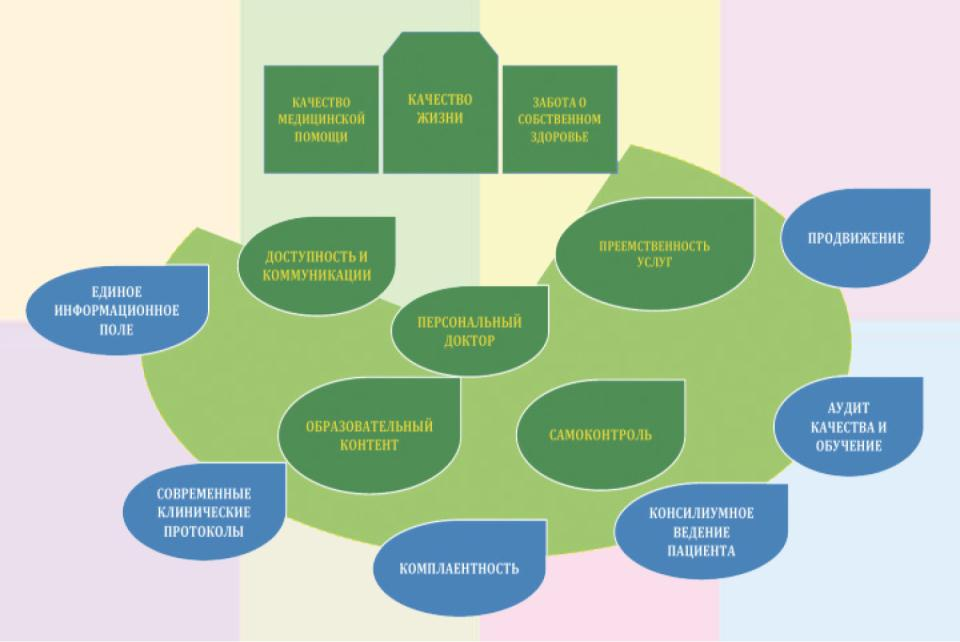 КАЧЕСТВО
МЕДИЦИНСКОЙ
ПОМОЩИ
КАЧЕСТВО
ЖИЗНИ
ЗАБОТА О
СОБСТВЕННОМ
ЗДОРОВЬЕ
ДОСТУПНОСТЬ И
КОММУНИКАЦИИ
ПРЕЕМСТВЕННОСТЬ
УСЛУГ
ПРОДВИЖЕНИЕ
ЕДИНОЕ
ИНФОРМАЦИОННОЕ
ПОЛЕ
ПЕРСОНАЛЬНЫЙ
ДОКТОР
ОБРАЗОВАТЕЛЬНЫЙ
КОНТЕНТ
САМОКОНТРОЛЬ
АУДИТ
КАЧЕСТВА И
ОБУЧЕНИЕ
СОВРЕМЕННЫЕ
КЛИНИЧЕСКИЕ
ПРОТОКОЛЫ
КОМПЛАЕНТНОСТЬ
КОНСИЛИУМНОЕ
ВЕДЕНИЕ
ПАЦИЕНТА